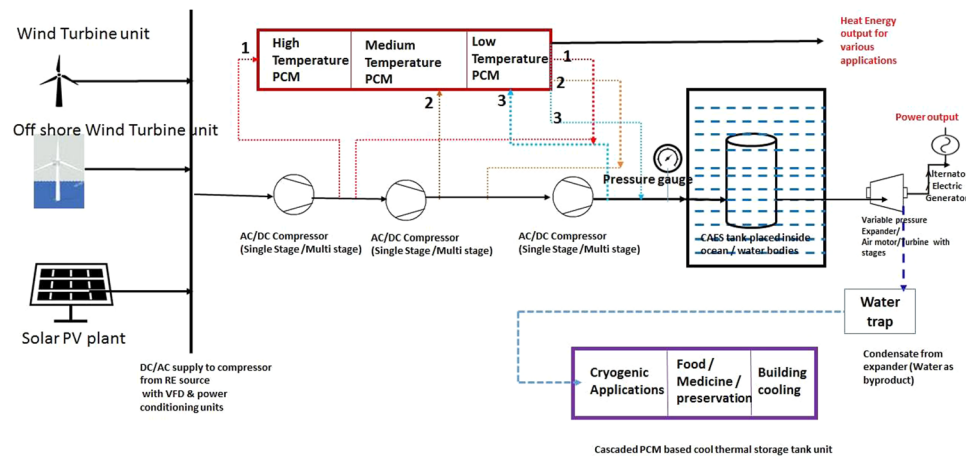 Wind Turbine unit
Off shore Wind Turbine unit
Solar PV plant
DC/AC supply to compressor
from RE source
with VFD & power
conditioning units
1
High
Temperature
PCM
Medium
Temperature
PCM
Low
Temperature
PCM
1
2
3
2
3
Heat Energy
output for
various
applications
AC/DC Compressor
(Single Stage /Multi stage)
AC/DC Compressor
(Single Stage /Multi stage)
AC/DC Compressor
(Single Stage /Multi stage)
Pressure gauge
CAES tank placed inside
ocean / water bodies
Power output
Alternator
/ Electric
Generator
Variable pressure
Expander/
Air motor/Turbine with
stages
Water
trap
Condensate from
expander (Water as
byproduct)
Cryogenic
Applications
Food /
Medicine /
preservation
Building
cooling
Cascaded PCM based cool thermal storage tank unit